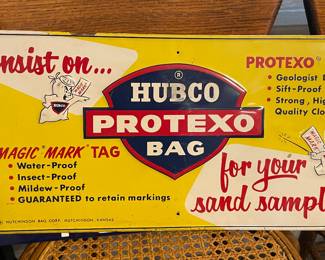 nsist on...
HUBCO
®
PROTEXO
BAG
PROTEXO®
• Geologist
• Sift-Proof
• Strong, Hig
Quality Clo
MAGIC "MARK" TAG
• Water-Proof
• Insect-Proof
• Mildew-Proof
• GUARANTEED to retain markings
for your
sand sampl
HUTCHINSON BAG CORP. HUTCHINSON, KANSAS